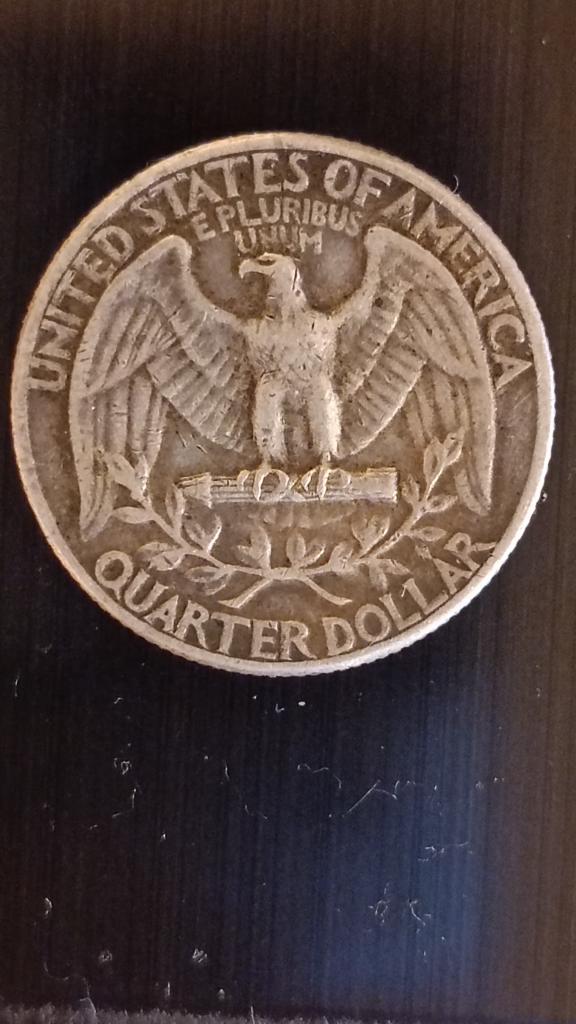 UNITED STATES OF AMERICA
E PLURIBUS
UNUM
QUARTER DOLLAR